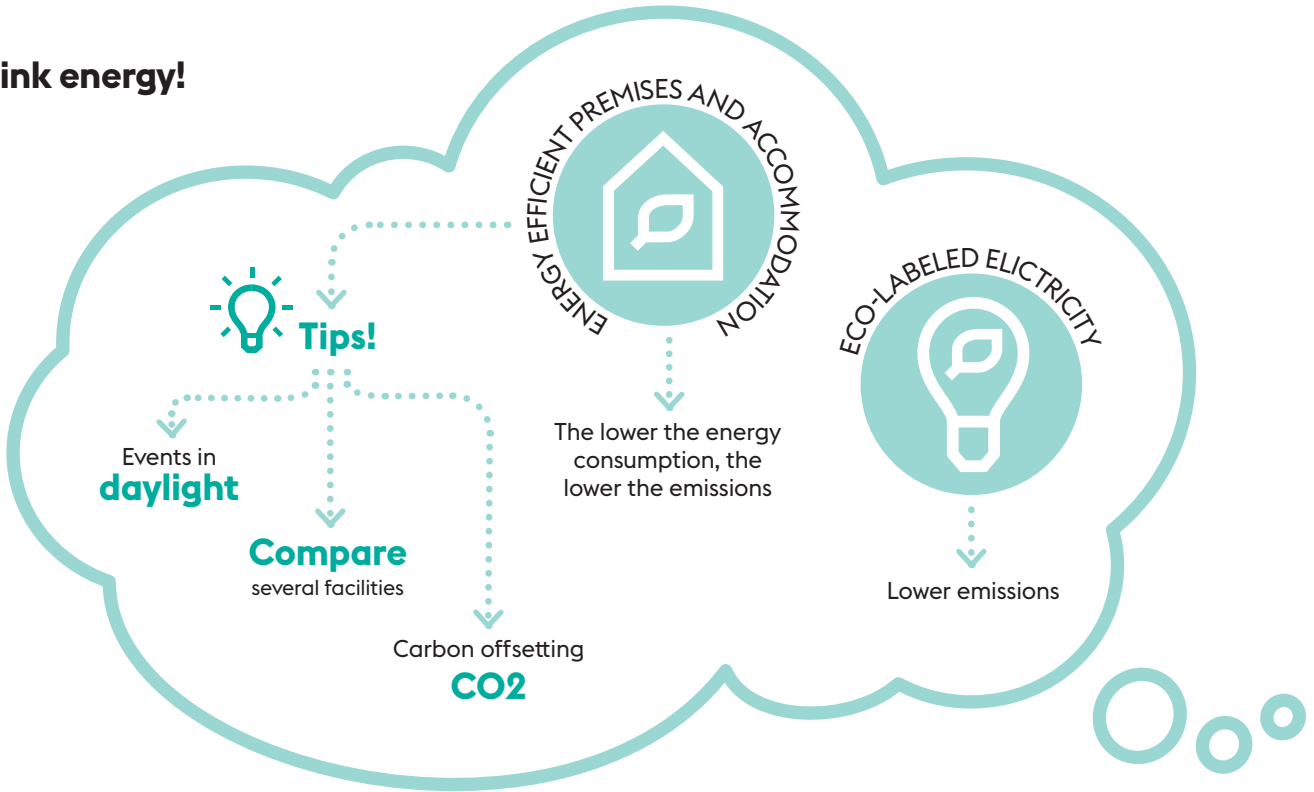 ink energy!
ENERGY EFFICIENT PREMISES AND ACCOMMODATION
ECO-LABELED ELICTRICITY
Tips!
Events in
daylight
Compare
several facilities
Carbon offsetting
CO2
The lower the energy
consumption, the
lower the emissions
Lower emissions